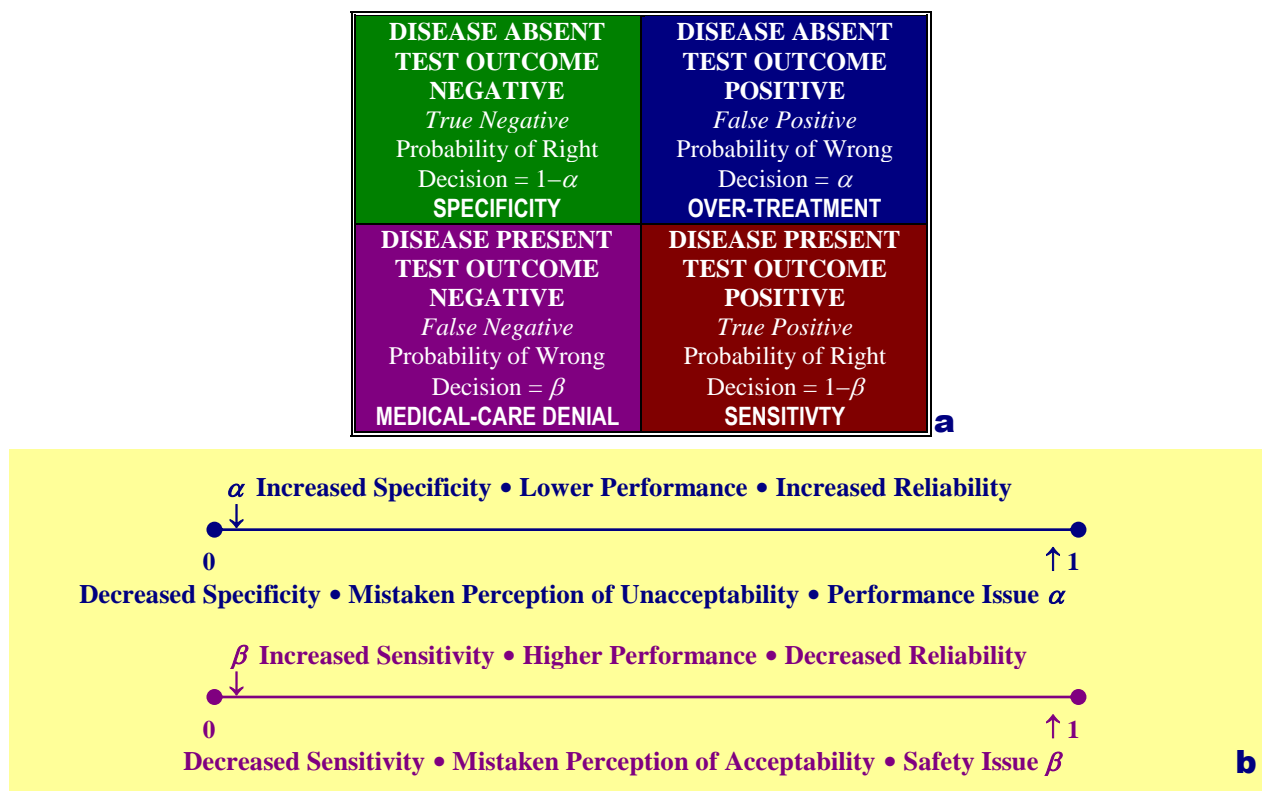 DISEASE ABSENT
TEST OUTCOME
NEGATIVE
True Negative
Probability of Right
Decision = 1−α
SPECIFICITY
DISEASE ABSENT
TEST OUTCOME
POSITIVE
False Positive
Probability of Wrong
Decision = α
OVER-TREATMENT
DISEASE PRESENT
TEST OUTCOME
NEGATIVE
False Negative
Probability of Wrong
Decision = β
MEDICAL-CARE DENIAL
DISEASE PRESENT
TEST OUTCOME
POSITIVE
True Positive
Probability of Right
Decision = 1−β
SENSITIVTY
a
α Increased Specificity • Lower Performance • Increased Reliability
↓
0 ↑ 1
Decreased Specificity • Mistaken Perception of Unacceptability • Performance Issue α
β Increased Sensitivity • Higher Performance • Decreased Reliability
↓
0 ↑ 1
Decreased Sensitivity • Mistaken Perception of Acceptability • Safety Issue β
b